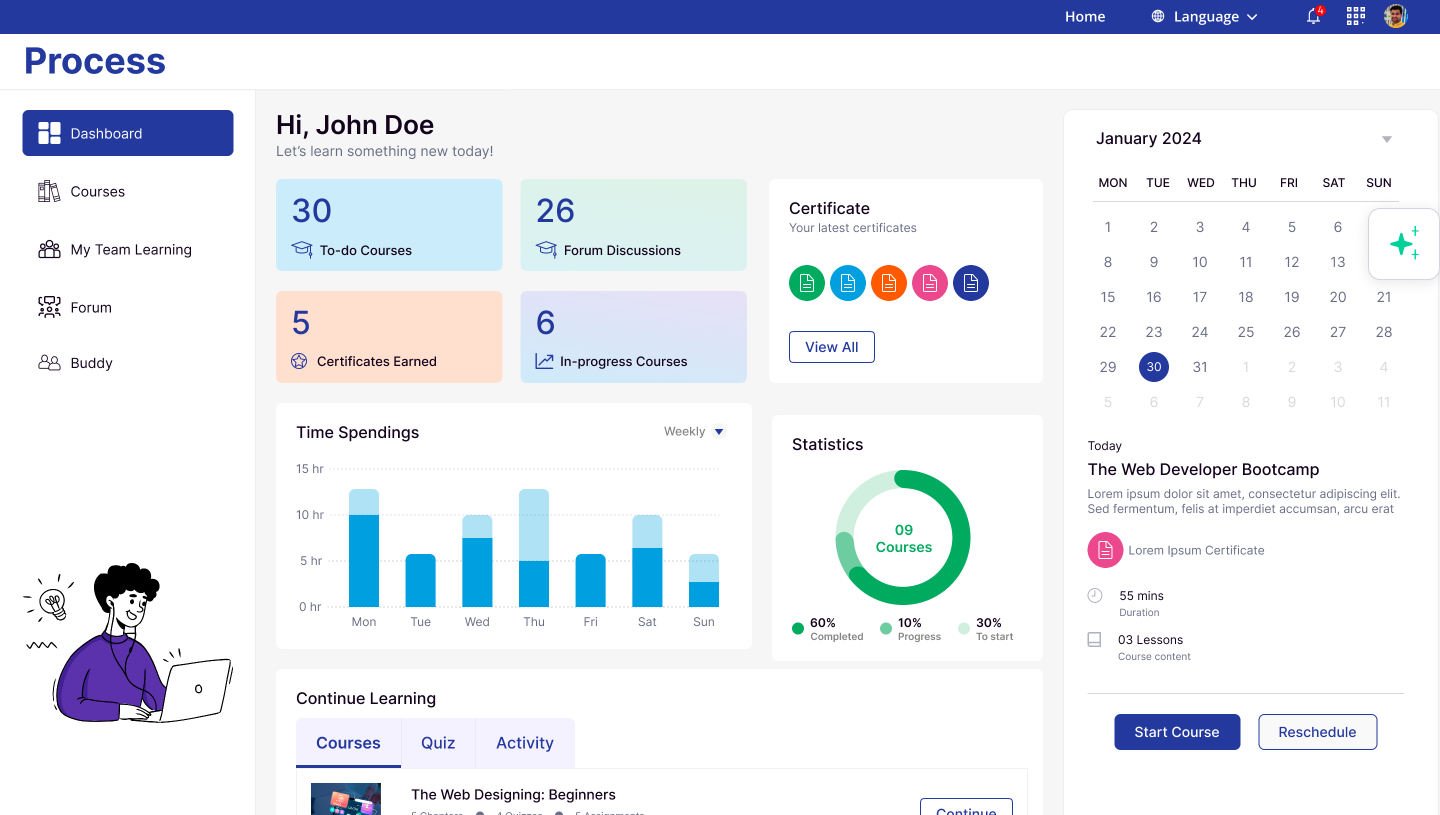 Home
Language
4
Process
Dashboard
Courses
My Team Learning
Forum
Buddy
Hi, John Doe
Let's learn something new today!
30
To-do Courses
26
Forum Discussions
5
Certificates Earned
6
In-progress Courses
Certificate
Your latest certificates
View All
Time Spendings
Weekly
15 hr
10 hr
5 hr
0 hr
Mon Tue Wed Thu Fri Sat Sun
Statistics
09
Courses
60%
Completed
10%
Progress
30%
To start
Continue Learning
Courses Quiz Activity
The Web Designing: Beginners
5 Chapters 4 Quizzes 5 Assignments
Continue
January 2024
MON TUE WED THU FRI SAT SUN
1 2 3 4 5 6
8 9 10 11 12 13
15 16 17 18 19 20 21
22 23 24 25 26 27 28
29 30 31 1 2 3 4
5 6 7 8 9 10 11
Today
The Web Developer Bootcamp
Lorem ipsum dolor sit amet, consectetur adipiscing elit.
Sed fermentum, felis at imperdiet accumsan, arcu erat
Lorem Ipsum Certificate
55 mins
Duration
03 Lessons
Course content
Start Course
Reschedule